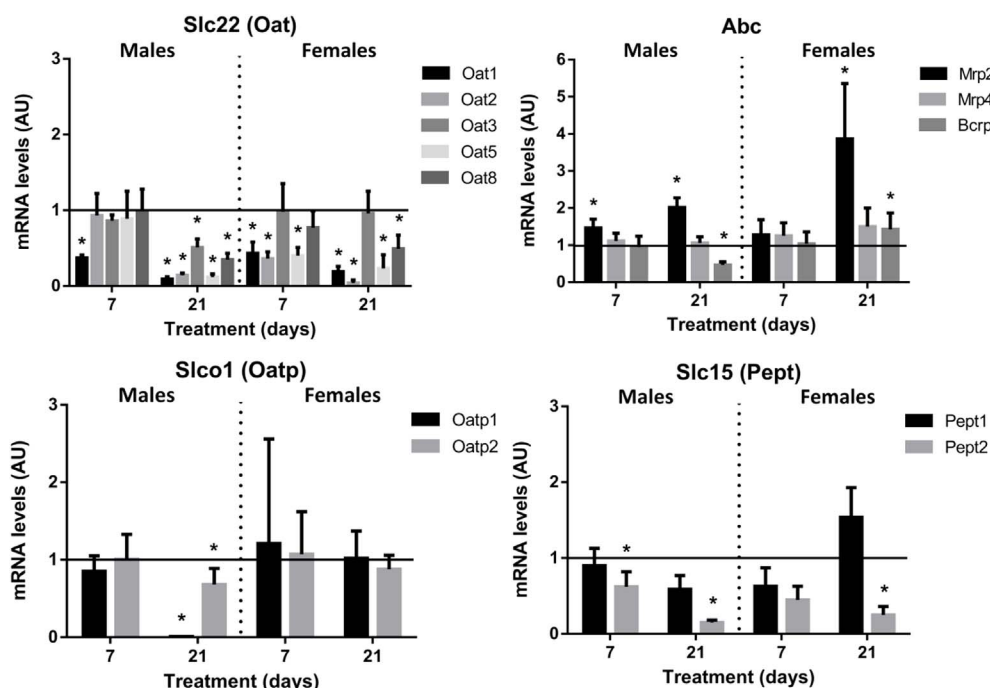 Slc22 (Oat)
Males
Females
mRNA levels (AU)
3
2
1
0
* * * * * * * * * * * * *
7
21
7
21
Treatment (days)
Oat1
Oat2
Oat3
Oat5
Oat8
Abc
Males
Females
mRNA levels (AU)
6
4
2
1
0
* * * * *
7
21
7
21
Treatment (days)
Mrp2
Mrp4
Bcrp
Slco1 (Oatp)
Males
Females
mRNA levels (AU)
3
2
1
0
* *
7
21
7
21
Treatment (days)
Oatp1
Oatp2
Slc15 (Pept)
Males
Females
mRNA levels (AU)
3
2
1
0
* * *
7
21
7
21
Treatment (days)
Pept1
Pept2